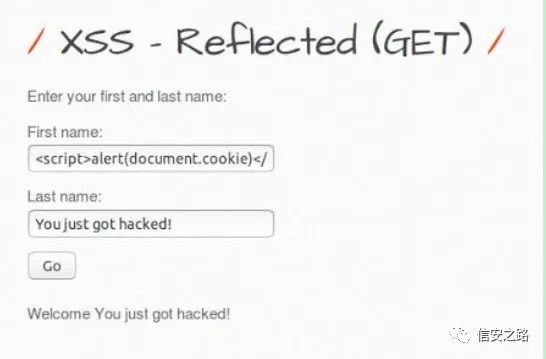 / XSS - Reflected (GET) /
Enter your first and last name:
First name:
<script>alert(document.cookie)</
Last name:
You just got hacked!
Go
Welcome You just got hacked!
信安之路